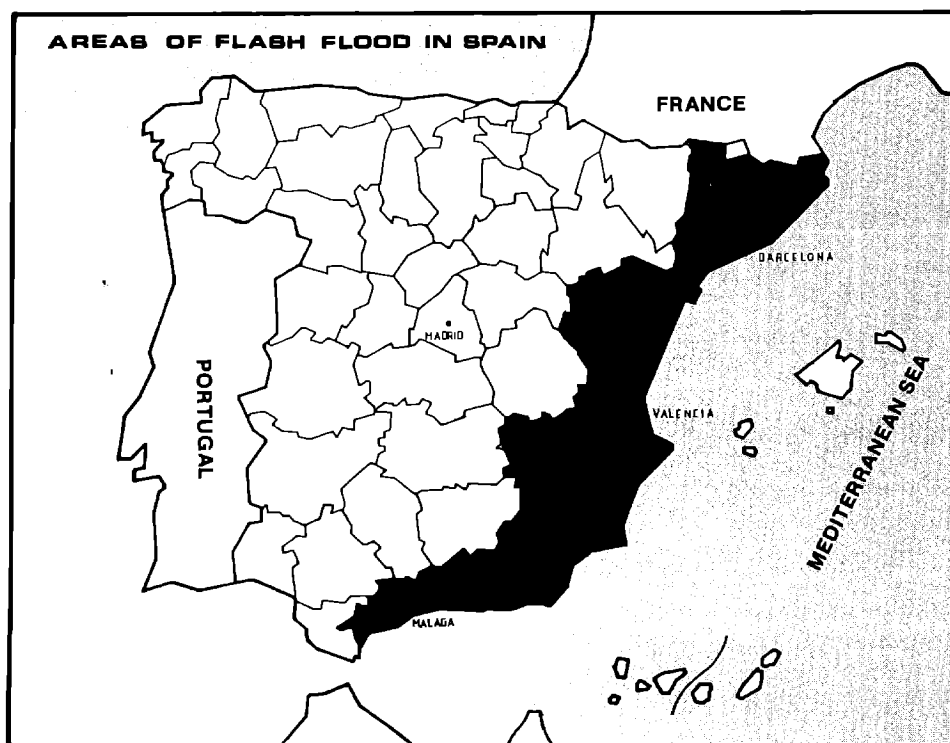 AREAS OF FLASH FLOOD IN SPAIN
FRANCE
BARCELONA
MADRID
PORTUGAL
VALENCIA
MEDITERRANEAN SEA
MALAGA